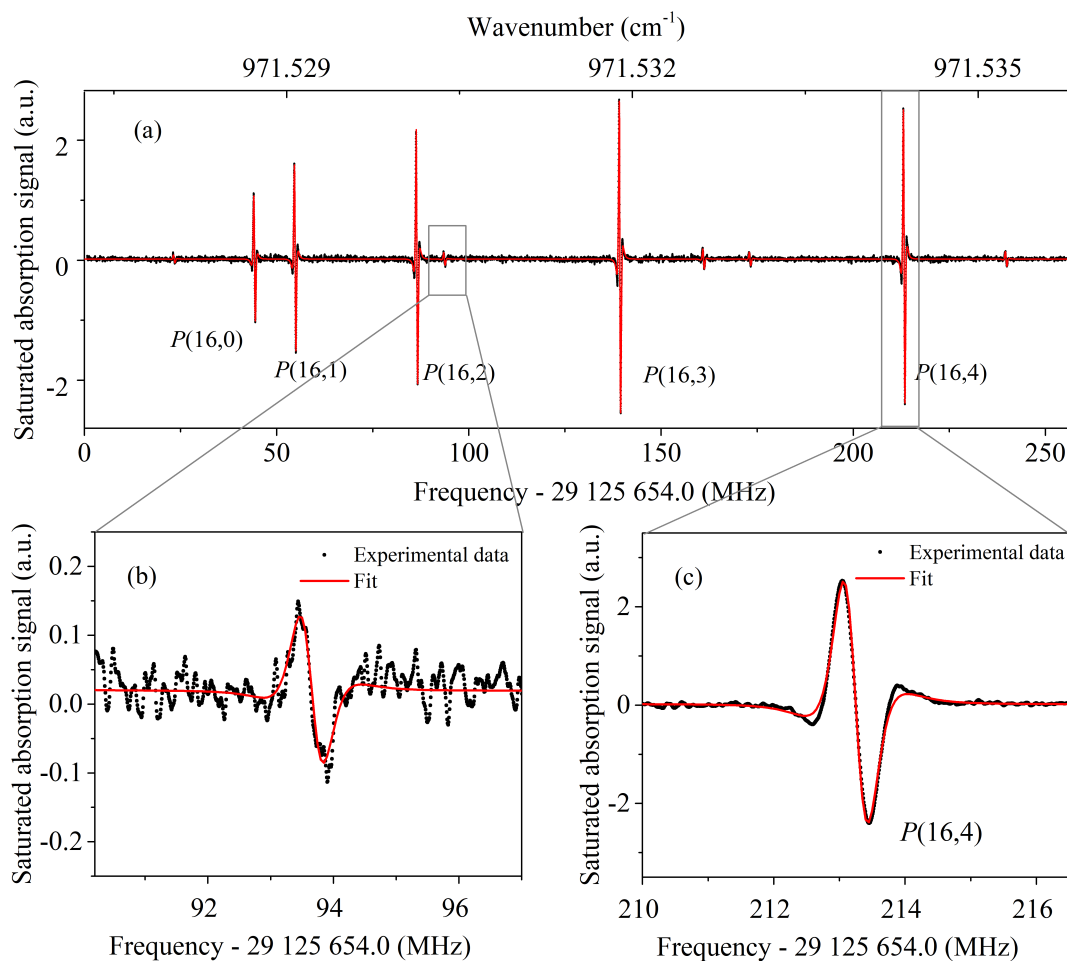 Wavenumber (cm⁻¹)
971.529 971.532 971.535
Saturated absorption signal (a.u.)
2
0
-2
(a)
P(16,0)
P(16,1)
P(16,2)
P(16,3)
P(16,4)
0 50 100 150 200 250
Frequency - 29 125 654.0 (MHz)
Saturated absorption signal (a.u.)
0.2
0.1
0.0
-0.1
-0.2
(b)
Experimental data
Fit
92 94 96
Frequency - 29 125 654.0 (MHz)
Saturated absorption signal (a.u.)
2
0
-2
(c)
Experimental data
Fit
P(16,4)
210 212 214 216
Frequency - 29 125 654.0 (MHz)